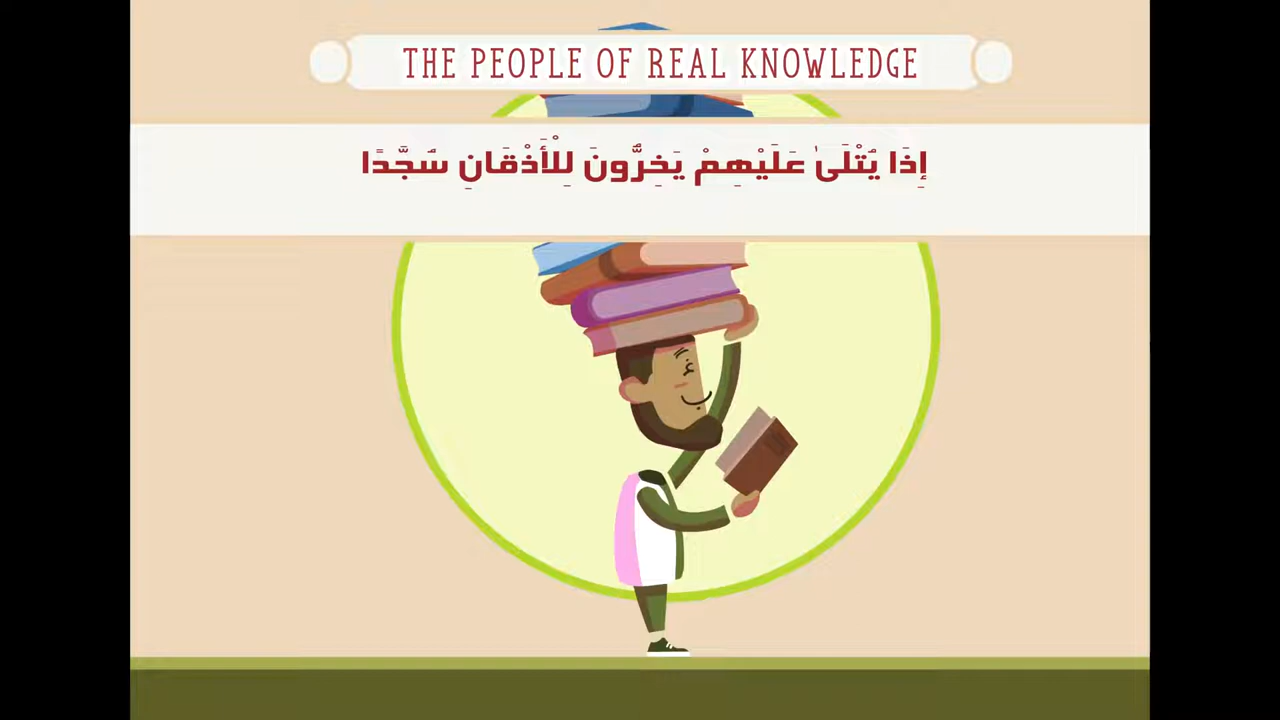 THE PEOPLE OF REAL KNOWLEDGE
إِذَا يُتْلَىٰ عَلَيْهِمْ يَخِرُّونَ لِلْأَذْقَانِ سُجَّدًا